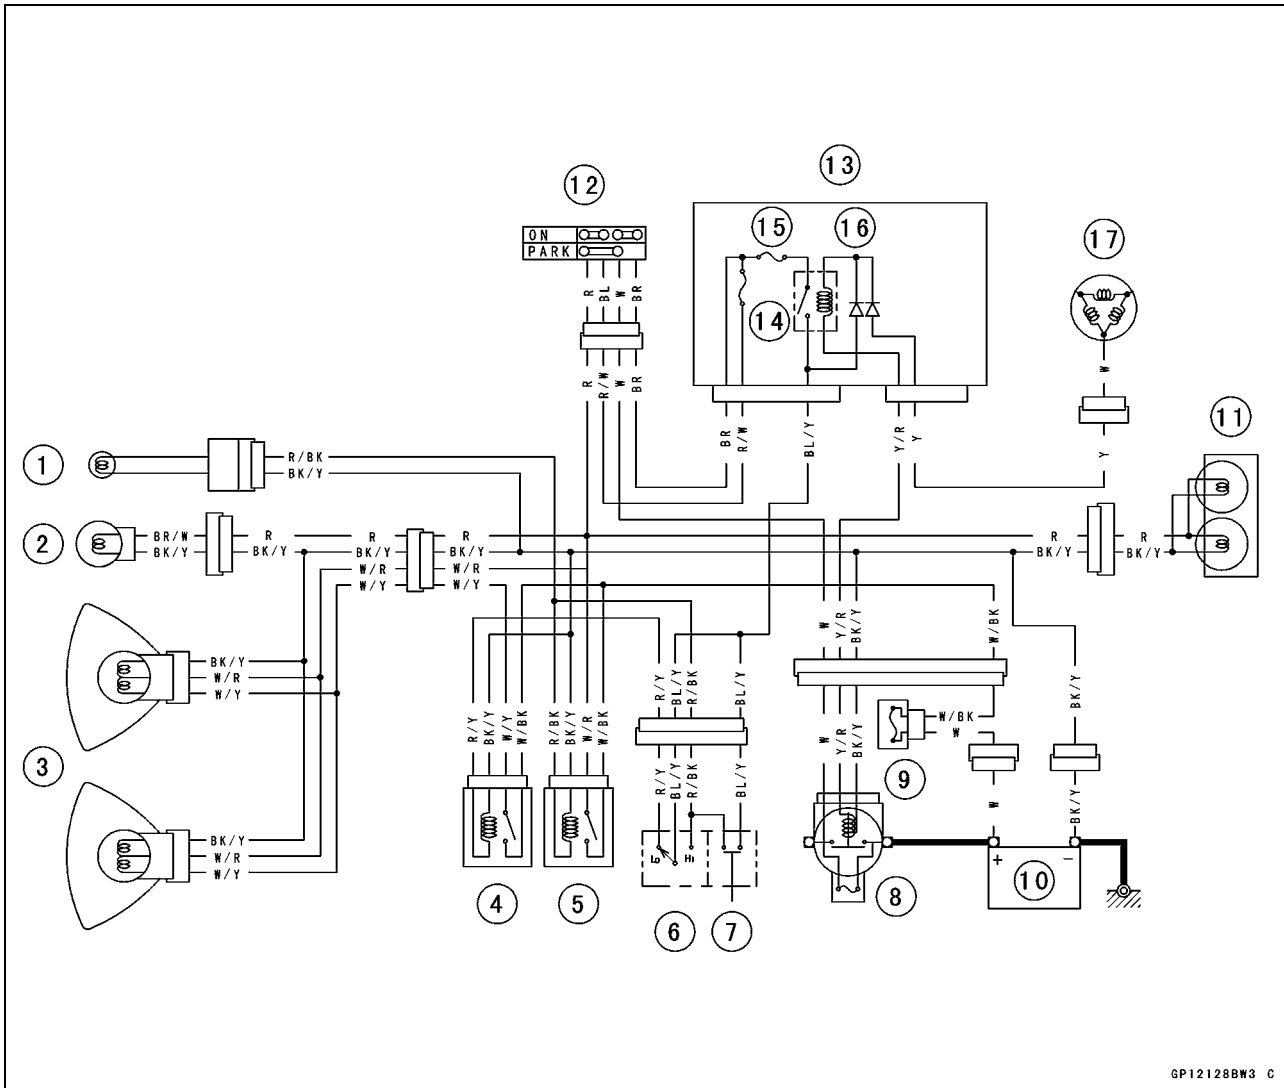 13
12
15
16
17
ON
PARK
R
BL
W
BR
14
R
R/W
W
BR
W
11
BR
R/W
BL/Y
Y/R
Y
Y
1
R/BK
BK/Y
2
BR/W
R
R
R
R
R
BK/Y
BK/Y
BK/Y
BK/Y
BK/Y
BK/Y
W/R
W/R
W/Y
W/Y
W
Y/R
BK/Y
W/BK
BK/Y
W/R
W/Y
R/Y
BL/Y
R/BK
BL/Y
BK/Y
R/Y
BK/Y
W/Y
W/BK
R/BK
BK/Y
W/R
W/BK
W
Y/R
BK/Y
W/BK
W
3
R/Y
BL/Y
R/BK
BL/Y
9
W
BK/Y
BK/Y
W/R
W/Y
Lo
Hi
+
−
10
4
5
8
6
7
GP12128BW3 C